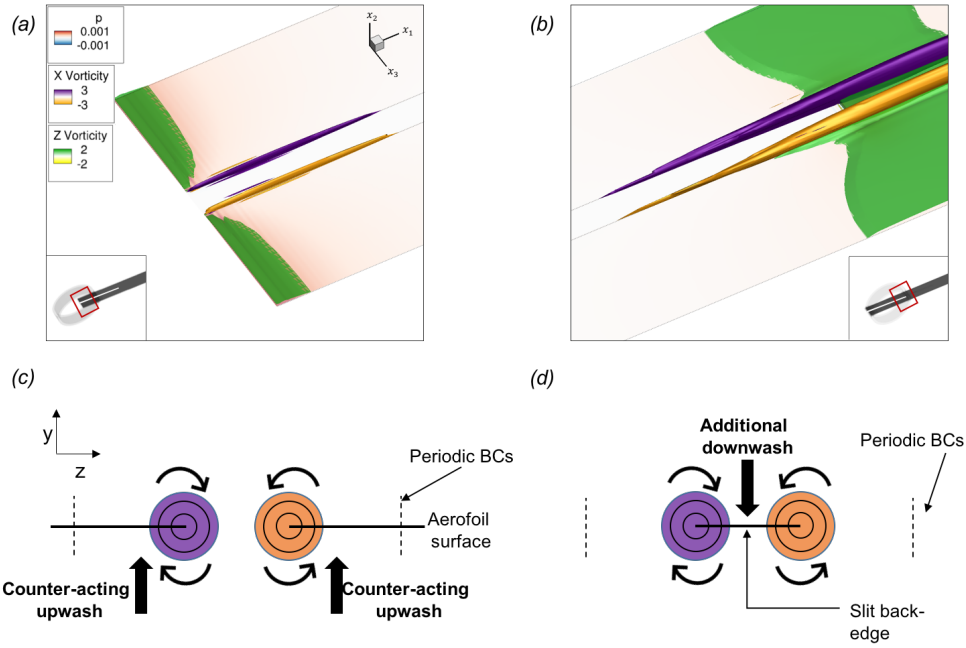 (a)
p
0.001
-0.001
X Vorticity
3
-3
Z Vorticity
2
-2
x2
x1
x3
(b)
(c)
y
z
Periodic BCs
Aerofoil
surface
Counter-acting
upwash
Counter-acting
upwash
(d)
Additional
downwash
Periodic BCs
Slit back-
edge